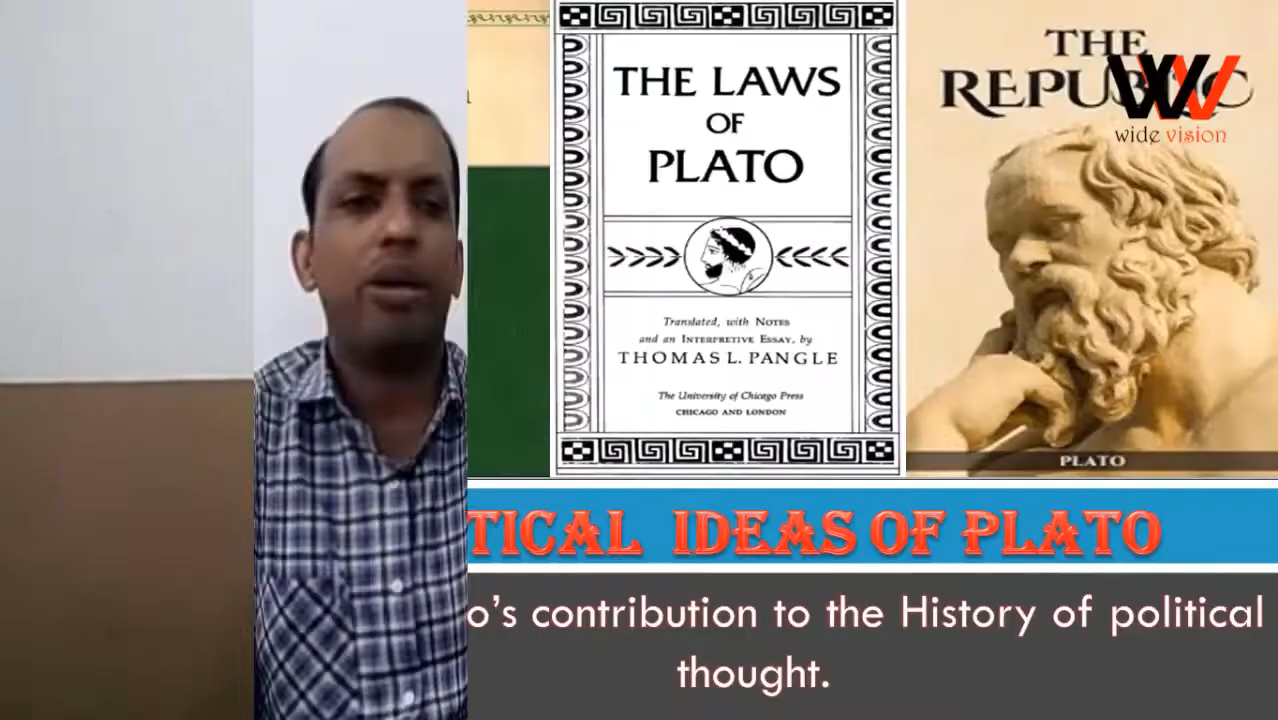 THE LAWS
OF
PLATO
Translated, with NOTES
and an INTERPRETIVE ESSAY, by
THOMAS L. PANGLE
The University of Chicago Press
CHICAGO AND LONDON
THE
REPUBLIC
wide vision
PLATO
TICAL IDEAS OF PLATO
o's contribution to the History of political
thought.